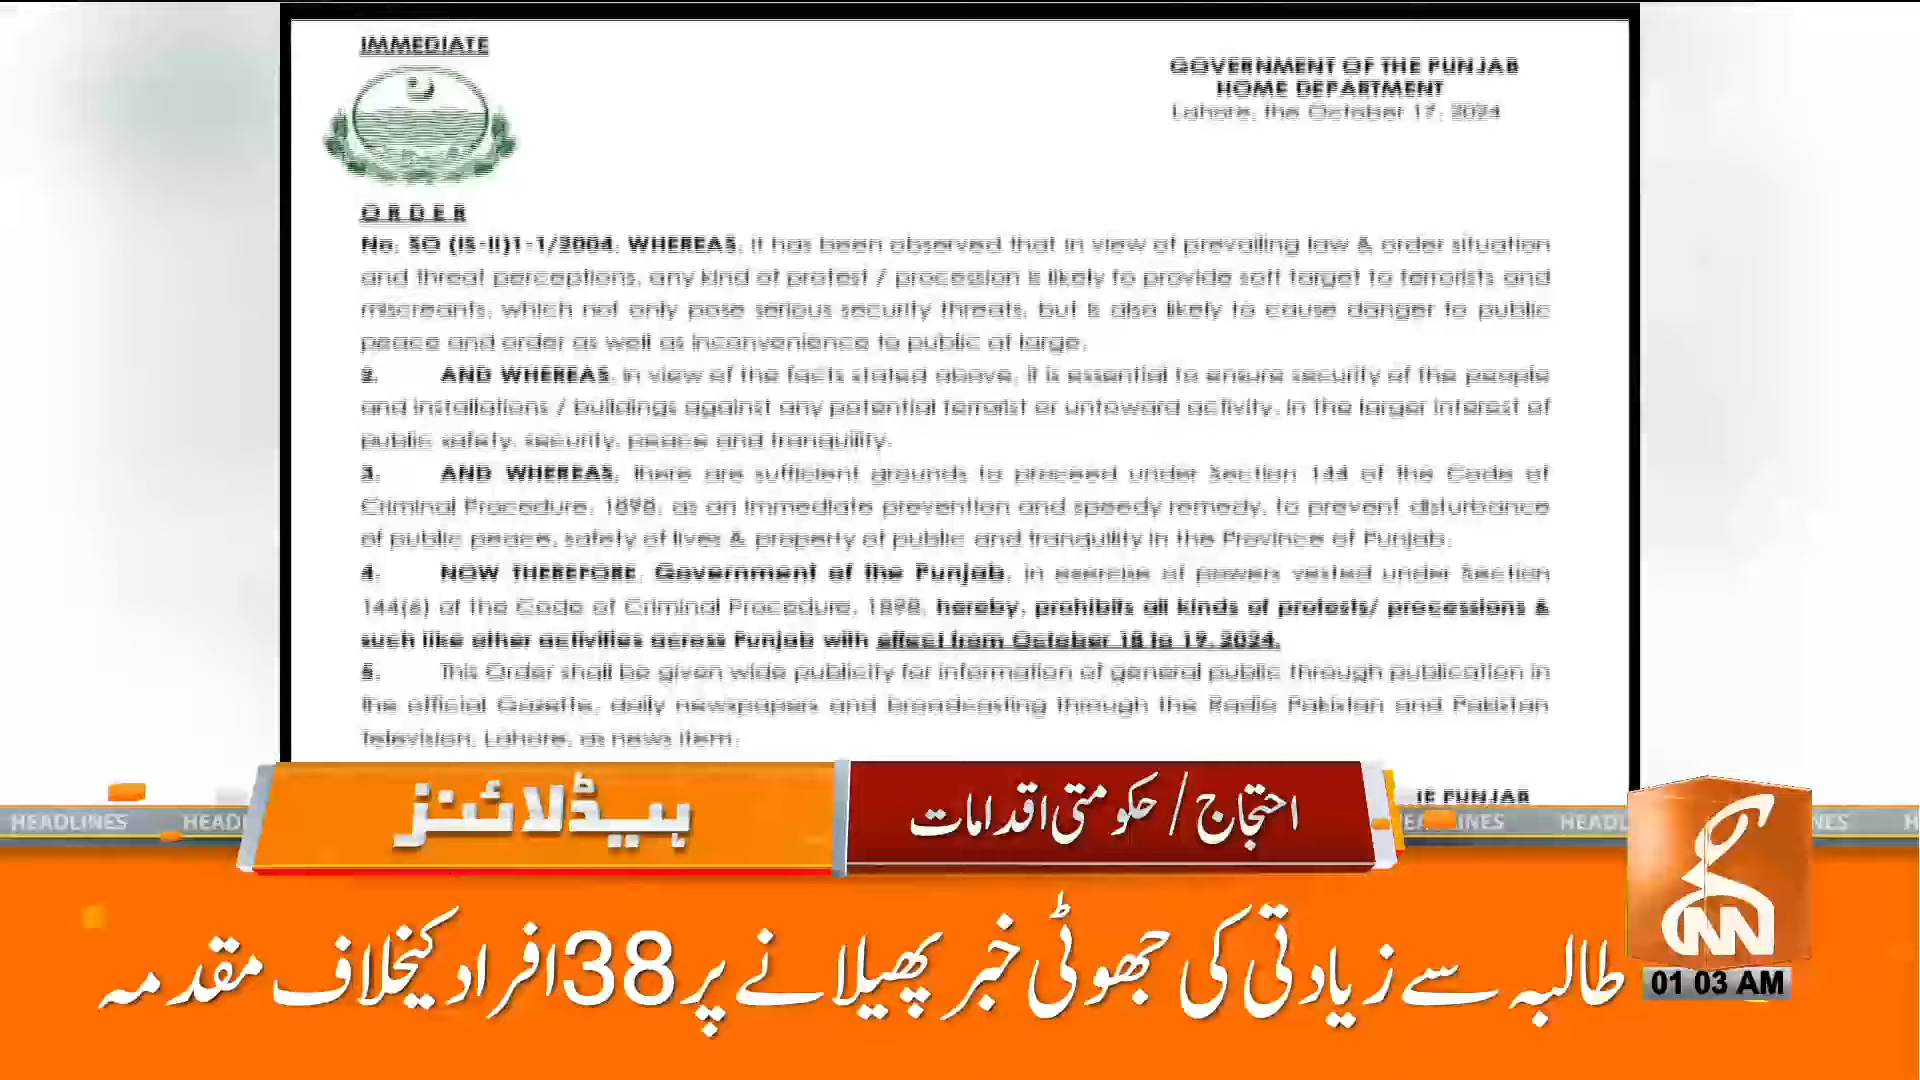 IMMEDIATE
GOVERNMENT OF THE PUNJAB
HOME DEPARTMENT
Lahore, the October 17, 2024
ORDER
No. SO (IS-II)1-1/2004. WHEREAS, it has been observed that in view of prevailing law & order situation
and threat perceptions, any kind of protest / procession is likely to provide soft target to terrorists and
miscreants, which not only pose serious security threats, but is also likely to cause danger to public
peace and order as well as inconvenience to public at large.
2. AND WHEREAS, in view of the facts stated above, it is essential to ensure security of the people
and installations / buildings against any potential terrorist or untoward activity, in the larger interest of
public safety, security, peace and tranquility.
3. AND WHEREAS, there are sufficient grounds to proceed under Section 144 of the Code of
Criminal Procedure, 1898, as an immediate prevention and speedy remedy, to prevent disturbance
of public peace, safety of lives & property of public and tranquility in the Province of Punjab.
4. NOW THEREFORE, Government of the Punjab, in exercise of powers vested under Section
144(6) of the Code of Criminal Procedure, 1898, hereby, prohibits all kinds of protests/ processions &
such like other activities across Punjab with effect from October 18 to 19, 2024.
5. This Order shall be given wide publicity for information of general public through publication in
the official Gazette, daily newspapers and broadcasting through the Radio Pakistan and Pakistan
Television, Lahore, as news item.
PUNJAB
HEADLINES
احتجاج / حکومتی اقدامات
ہیڈلائنز
طالبہ سے زیادتی کی جھوٹی خبر پھیلانے پر 38 افراد کیخلاف مقدمہ
GNN
01 03 AM